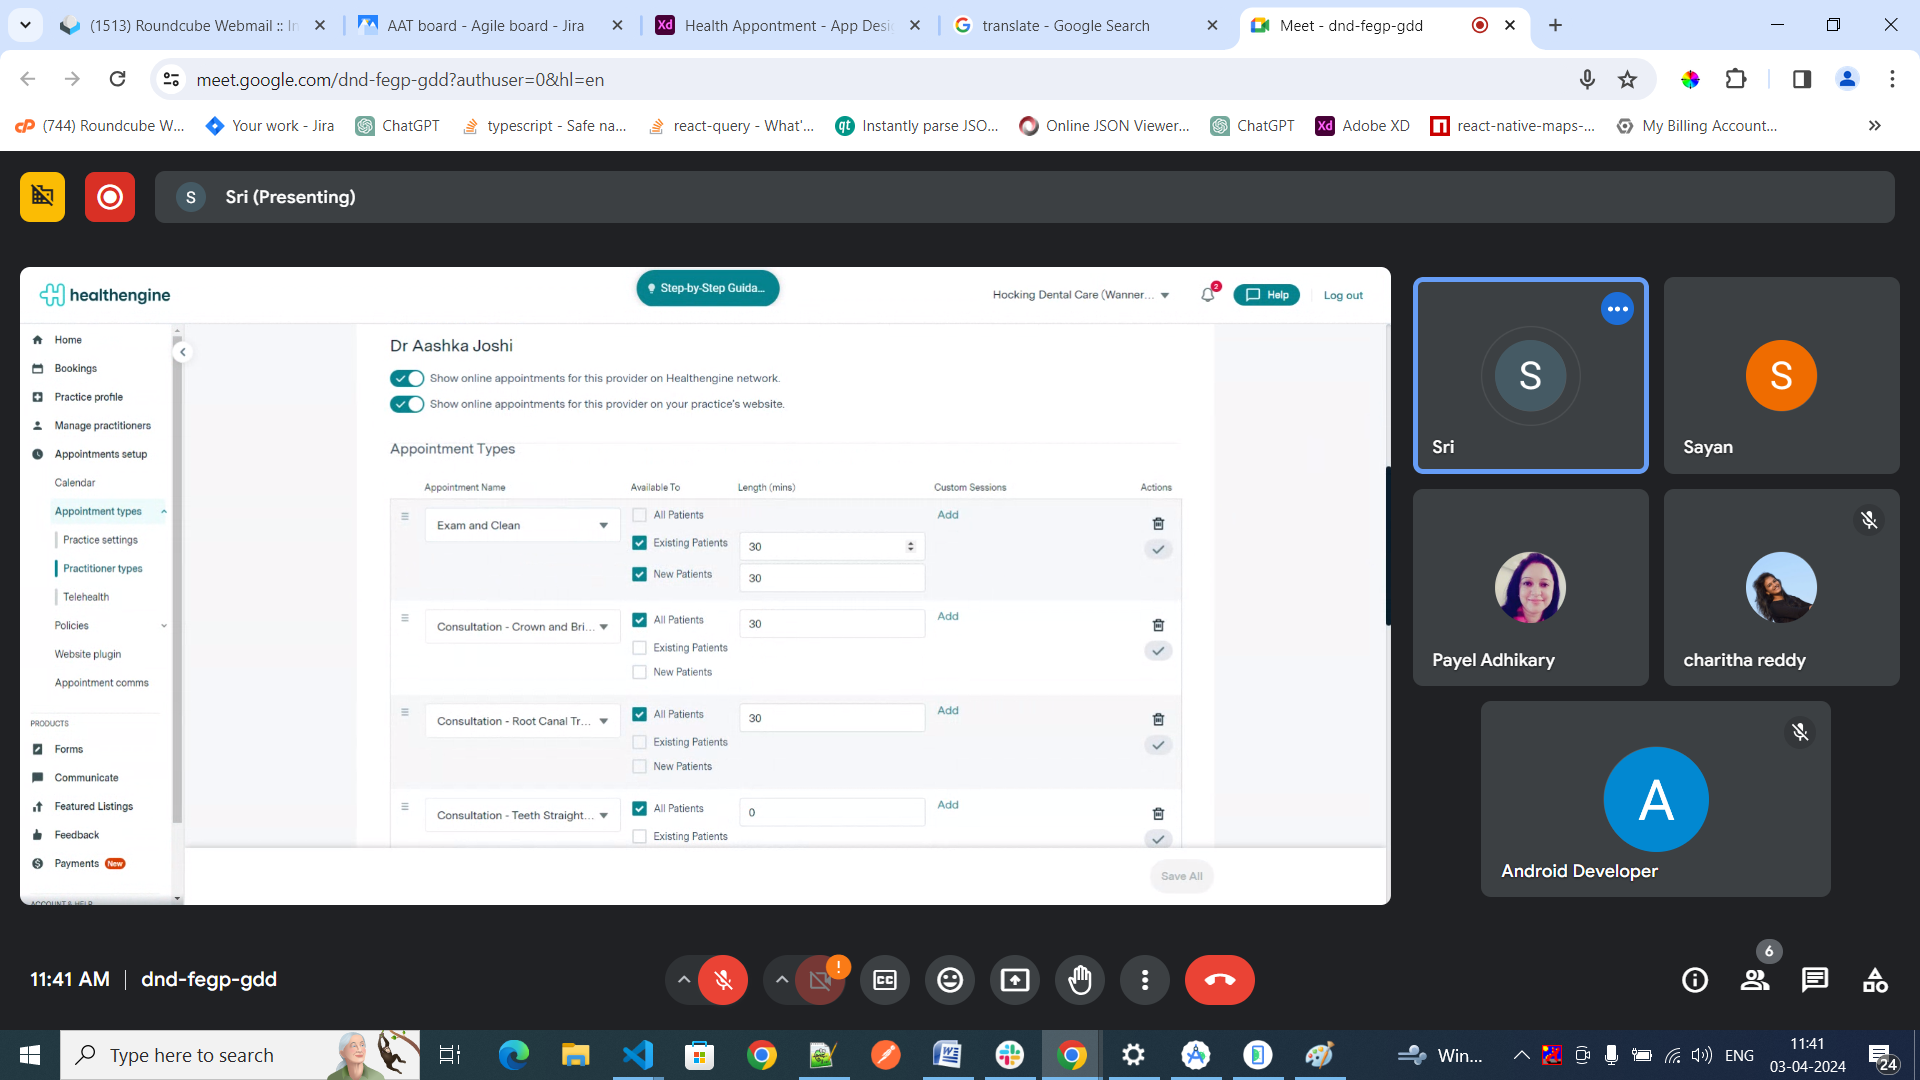 (1513) Roundcube Webmail :: In
AAT board - Agile board - Jira
Xd Health Appontment - App Desi
translate - Google Search
Meet - dnd-fegp-gdd
meet.google.com/dnd-fegp-gdd?authuser=0&hl=en
(744) Roundcube W...
Your work - Jira
ChatGPT
typescript - Safe na...
react-query - What'...
qt Instantly parse JSO...
Online JSON Viewer...
ChatGPT
Xd Adobe XD
react-native-maps-...
My Billing Account...
S Sri (Presenting)
healthengine
Step-by-Step Guida...
Hocking Dental Care (Wanner...
2
Help
Log out
Home
Bookings
Practice profile
Manage practitioners
Appointments setup
Calendar
Appointment types
Practice settings
Practitioner types
Telehealth
Policies
Website plugin
Appointment comms
PRODUCTS
Forms
Communicate
Featured Listings
Feedback
Payments New
ACCOUNT & HELP
Dr Aashka Joshi
Show online appointments for this provider on Healthengine network.
Show online appointments for this provider on your practice's website.
Appointment Types
Appointment Name Available To Length (mins) Custom Sessions Actions
Exam and Clean
All Patients
Add
Existing Patients 30
New Patients 30
Consultation - Crown and Bri...
All Patients 30
Add
Existing Patients
New Patients
Consultation - Root Canal Tr...
All Patients 30
Add
Existing Patients
New Patients
Consultation - Teeth Straight...
All Patients 0
Add
Existing Patients
Save All
S
Sri
S
Sayan
Payel Adhikary
charitha reddy
A
Android Developer
11:41 AM dnd-fegp-gdd
CC
6
Type here to search
Win...
ENG
11:41
03-04-2024
24